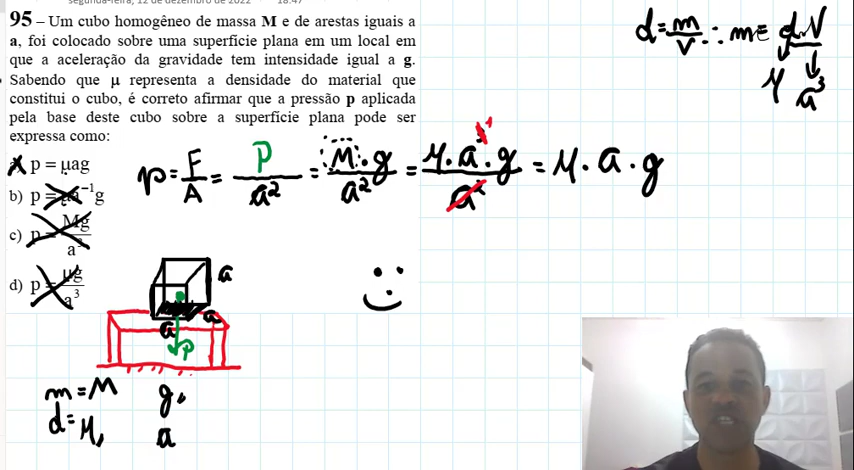 segunda-feira, 12 de dezembro de 2022 18:47
95 – Um cubo homogêneo de massa M e de arestas iguais a
a, foi colocado sobre uma superfície plana em um local em
que a aceleração da gravidade tem intensidade igual a g.
Sabendo que μ representa a densidade do material que
constitui o cubo, é correto afirmar que a pressão p aplicada
pela base deste cubo sobre a superfície plana pode ser
expressa como:
a) p = μag
b) p = μa⁻¹g
c) p = Mg/a
d) p = μg/a³
d = m/V ∴ m = d.V
μ a³
p = F/A = P/a² = M.g/a² = μ.a³.g/a² = μ.a.g
a
a
a
P
m = M g,
d = μ, a